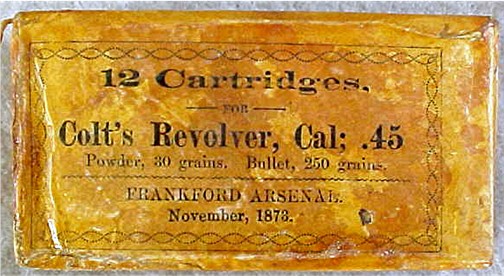 12 Cartridges,
FOR
Colt's Revolver, Cal; .45
Powder, 30 grains. Bullet, 250 grains.
FRANKFORD ARSENAL.
November, 1873.